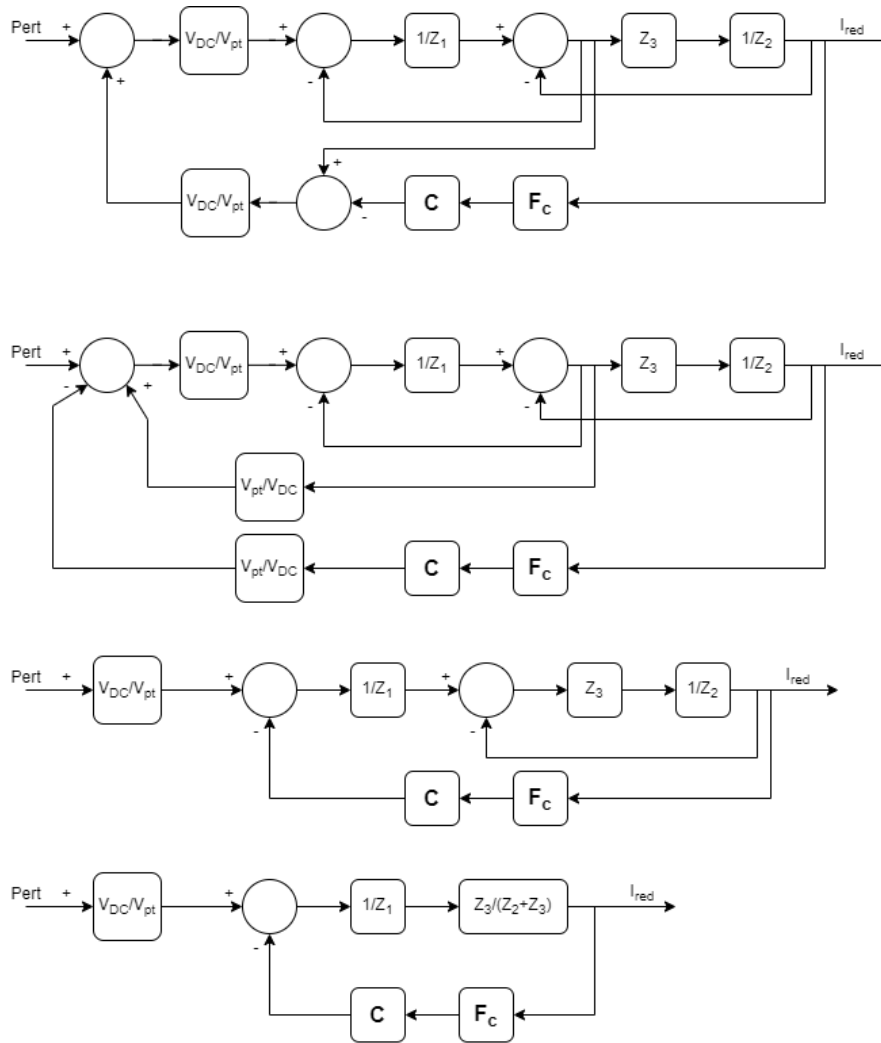 Pert + − V_DC/V_pt − + 1/Z_1 + Z_3 1/Z_2 I_red
- -
+ +
V_DC/V_pt − - C F_C
Pert + − V_DC/V_pt − + 1/Z_1 + Z_3 1/Z_2 I_red
- + - -
V_pt/V_DC
V_pt/V_DC C F_C
Pert + V_DC/V_pt + 1/Z_1 + Z_3 1/Z_2 I_red
- -
C F_C
Pert + V_DC/V_pt + 1/Z_1 Z_3/(Z_2+Z_3) I_red
-
C F_C